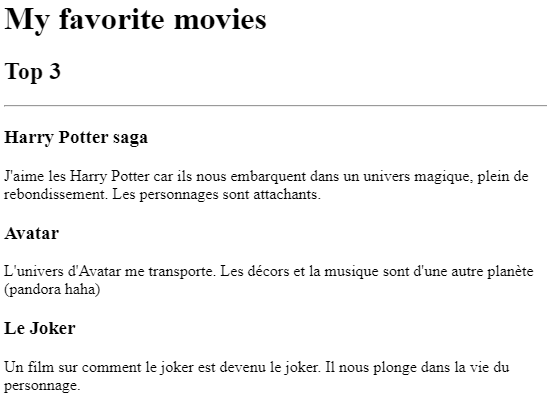 My favorite movies
Top 3
Harry Potter saga
J'aime les Harry Potter car ils nous embarquent dans un univers magique, plein de
rebondissement. Les personnages sont attachants.
Avatar
L'univers d'Avatar me transporte. Les décors et la musique sont d'une autre planète
(pandora haha)
Le Joker
Un film sur comment le joker est devenu le joker. Il nous plonge dans la vie du
personnage.